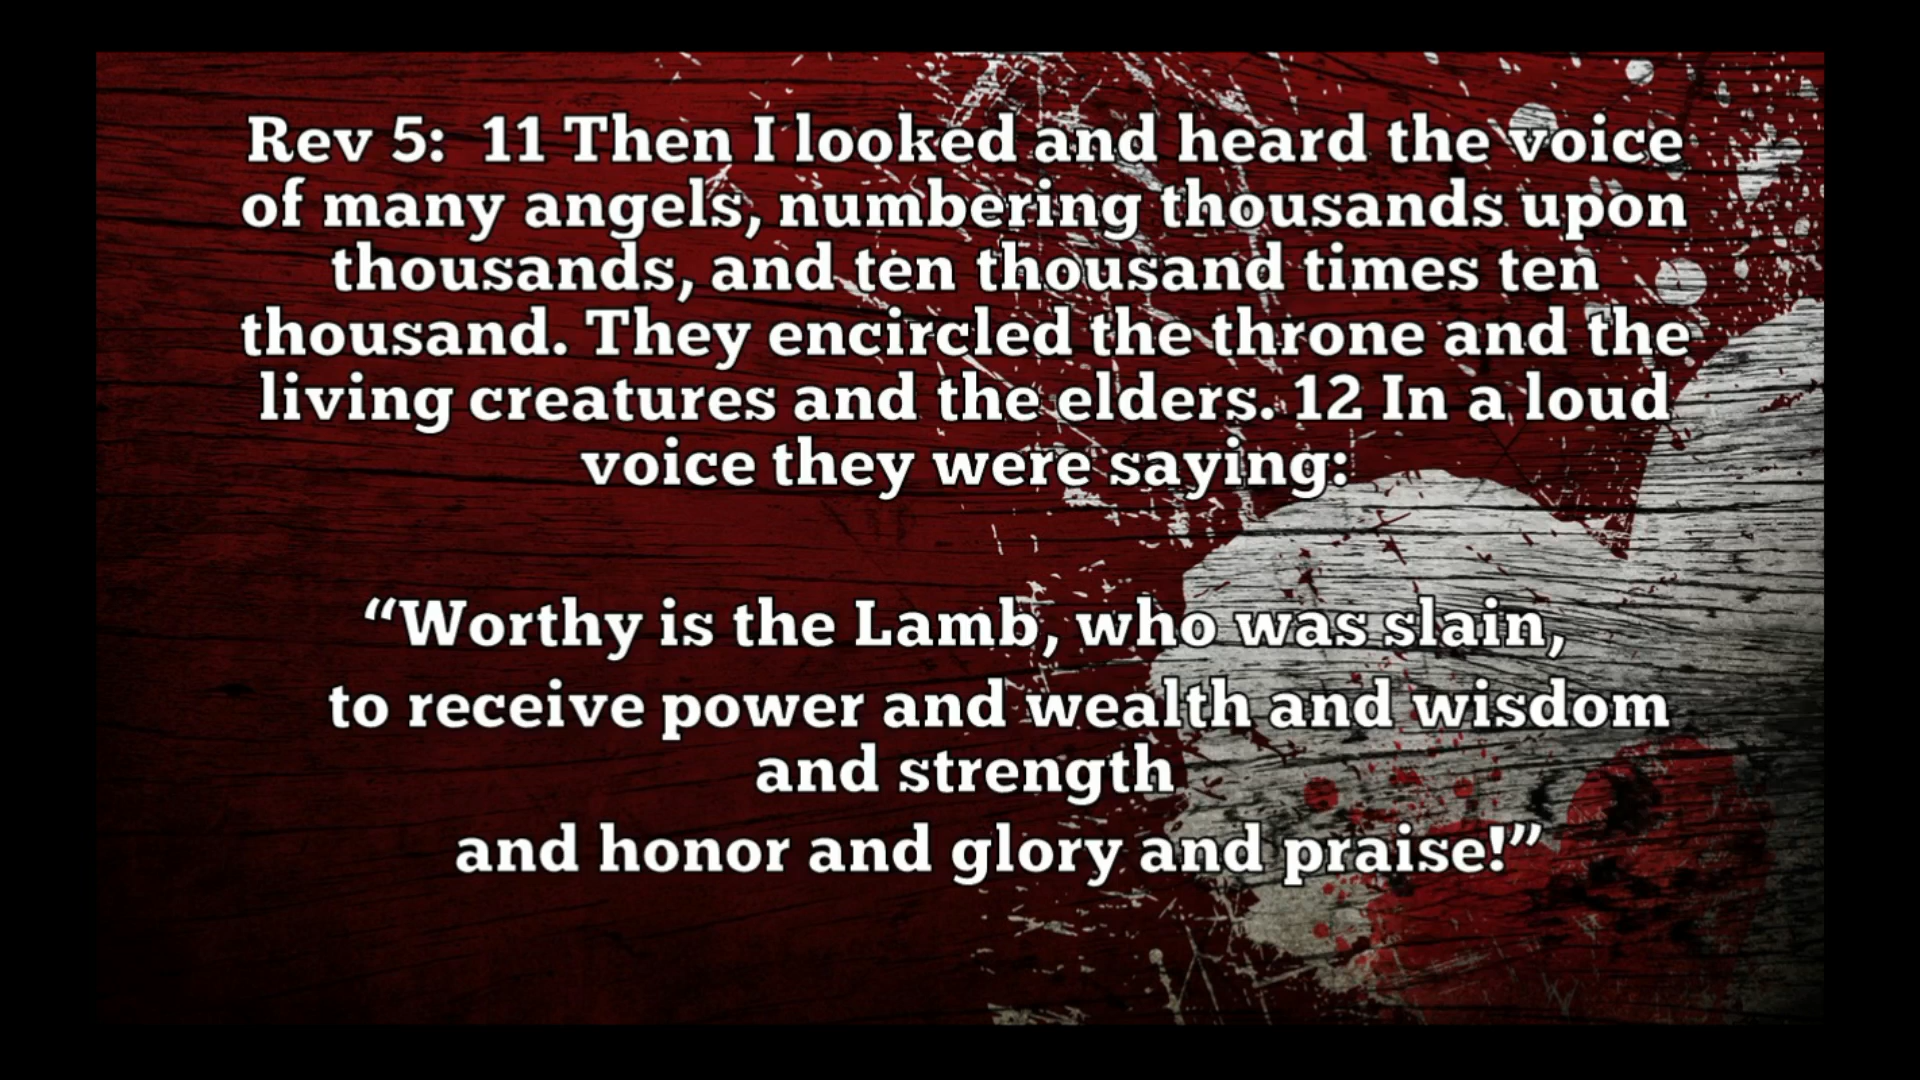 Rev 5:  11 Then I looked and heard the voice
of many angels, numbering thousands upon
thousands, and ten thousand times ten
thousand. They encircled the throne and the
living creatures and the elders. 12 In a loud
voice they were saying:
“Worthy is the Lamb, who was slain,
to receive power and wealth and wisdom
and strength
and honor and glory and praise!”